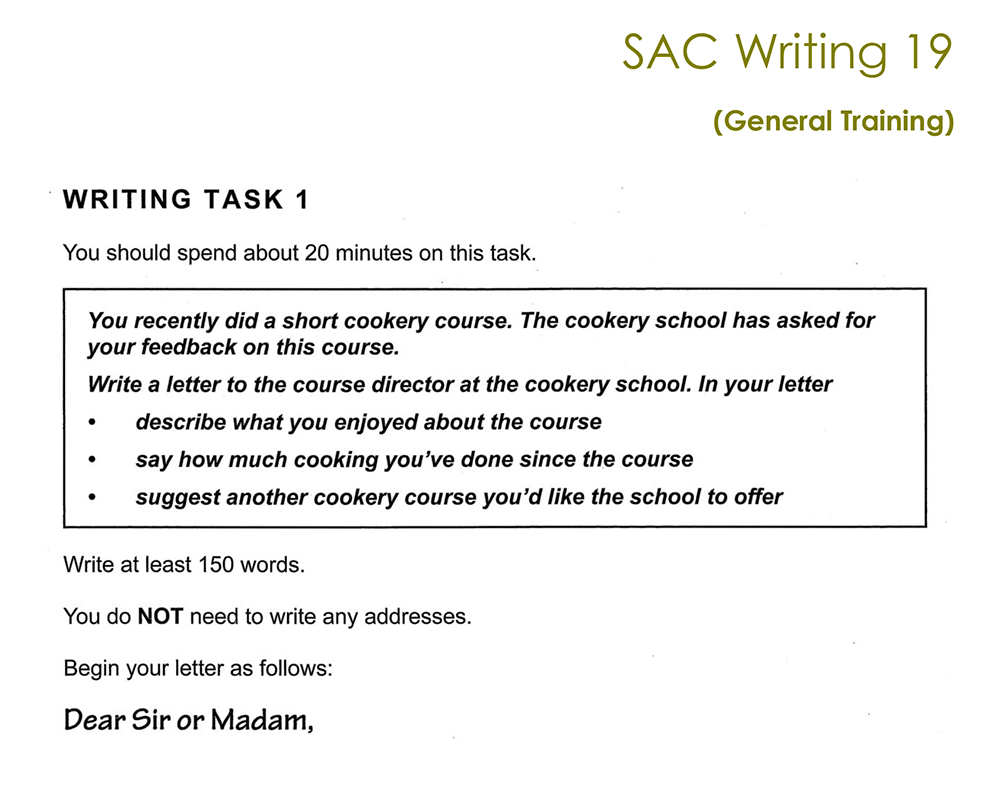 SAC Writing 19
(General Training)
WRITING TASK 1
You should spend about 20 minutes on this task.
You recently did a short cookery course. The cookery school has asked for
your feedback on this course.
Write a letter to the course director at the cookery school. In your letter
• describe what you enjoyed about the course
• say how much cooking you've done since the course
• suggest another cookery course you'd like the school to offer
Write at least 150 words.
You do NOT need to write any addresses.
Begin your letter as follows:
Dear Sir or Madam,